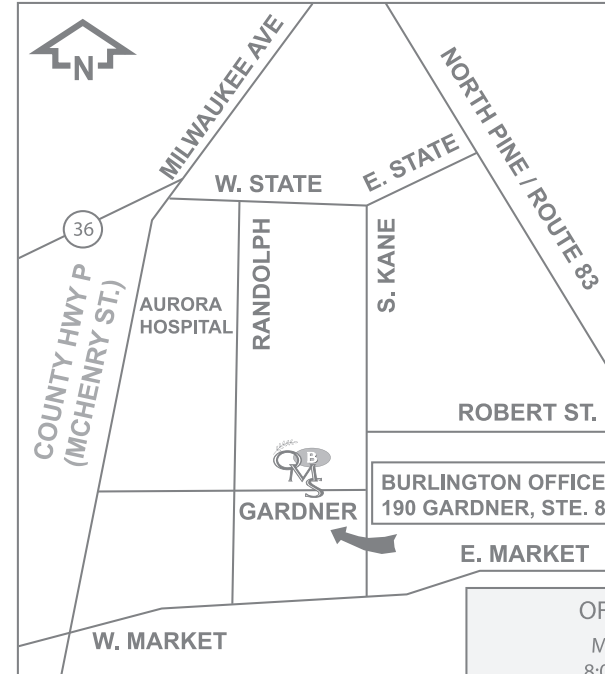 N
MILWAUKEE AVE
NORTH PINE / ROUTE 83
W. STATE
E. STATE
36
COUNTY HWY P
(MCHENRY ST.)
AURORA
HOSPITAL
RANDOLPH
S. KANE
ROBERT ST.
B
OMS
BURLINGTON OFFICE
190 GARDNER, STE. 8
GARDNER
E. MARKET
W. MARKET